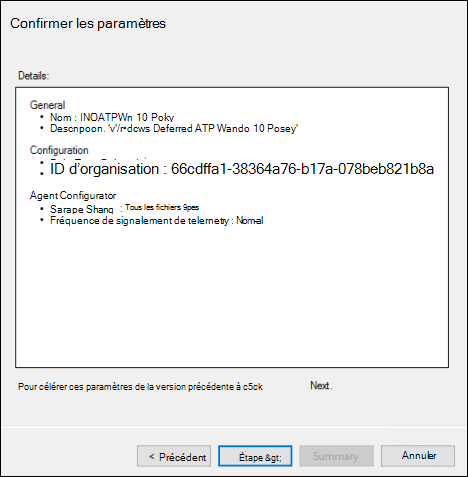 Confirmer les paramètres
Details:
General
• Nom : INOATPWn 10 Poky
• Descnpoon. 'v'/r•dcws Deferred ATP Wando 10 Posey'
Configuration
• ID d'organisation : 66cdffa1-38364a76-b17a-078beb821b8a
Agent Configurator
• Sarape Shang : Tous les fichiers 9pes
• Fréquence de signalement de telemetry : Nomal
Pour célérer ces paramètres de la version précédente à c5ck Next.
< Précédent
Étape &gt;
Summary
Annuler